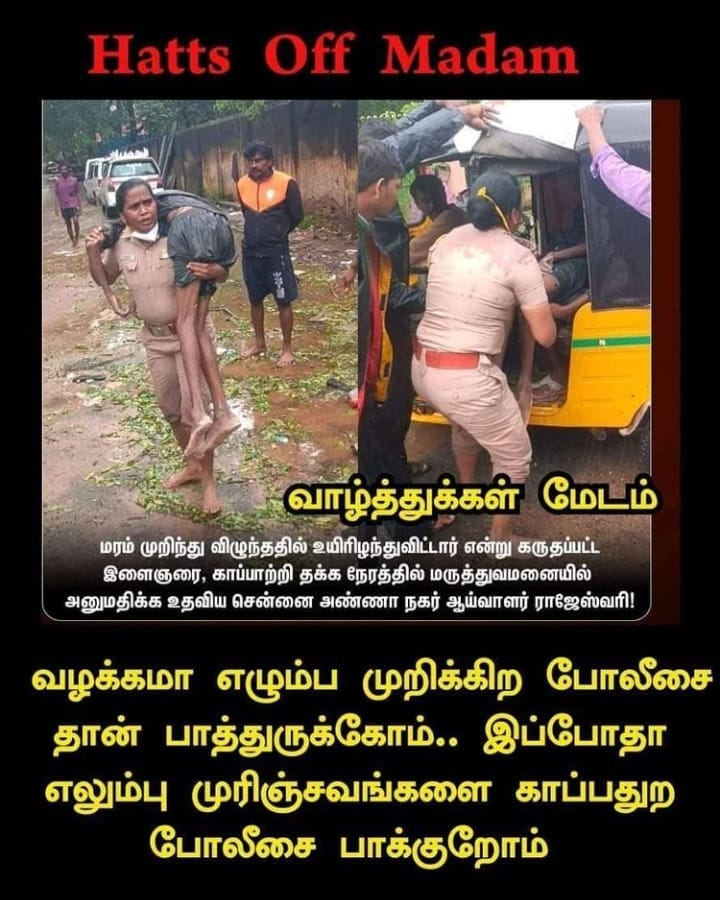 Hatts Off Madam
வாழ்த்துக்கள் மேடம்
மரம் முறிந்து விழுந்ததில் உயிரிழந்துவிட்டார் என்று கருதப்பட்ட
இளைஞரை, காப்பாற்றி தக்க நேரத்தில் மருத்துவமனையில்
அனுமதிக்க உதவிய சென்னை அண்ணா நகர் ஆய்வாளர் ராஜேஸ்வரி!
வழக்கமா எழும்ப முறிக்கிற போலீசை
தான் பாத்துருக்கோம்.. இப்போதா
எலும்பு முரிஞ்சவங்களை காப்பதுற
போலீசை பாக்குறோம்